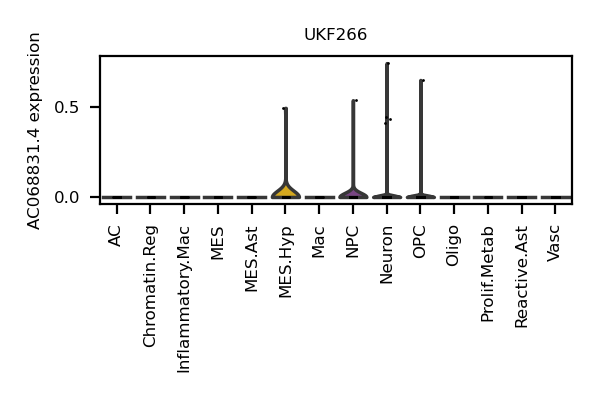 UKF266
AC068831.4 expression
0.5
0.0
AC
Chromatin.Reg
Inflammatory.Mac
MES
MES.Ast
MES.Hyp
Mac
NPC
Neuron
OPC
Oligo
Prolif.Metab
Reactive.Ast
Vasc